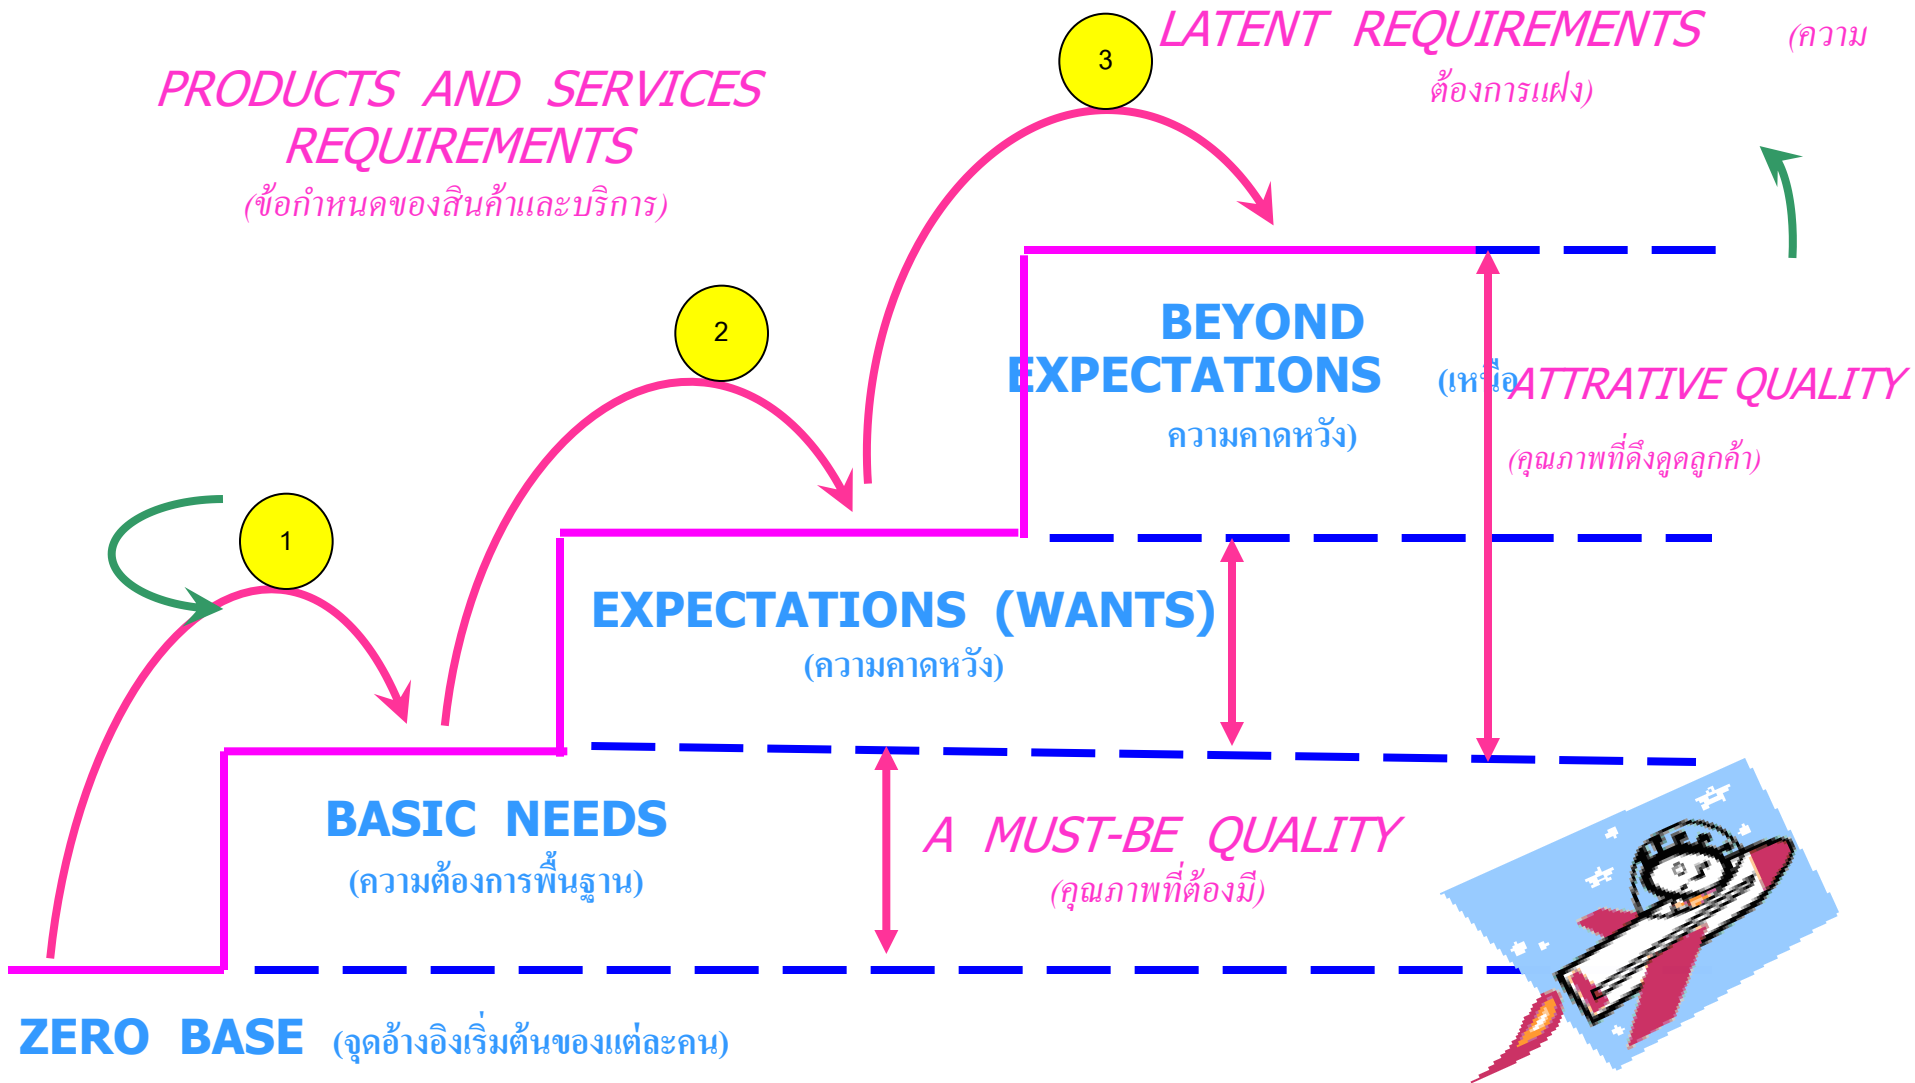 LATENT REQUIREMENTS (ความ
ต้องการแฝง)
3
PRODUCTS AND SERVICES
REQUIREMENTS
(ข้อกำหนดของสินค้าและบริการ)
2
BEYOND
EXPECTATIONS (เหนือ
ความคาดหวัง)
ATTRATIVE QUALITY
(คุณภาพที่ดึงดูดลูกค้า)
1
EXPECTATIONS (WANTS)
(ความคาดหวัง)
BASIC NEEDS
(ความต้องการพื้นฐาน)
A MUST-BE QUALITY
(คุณภาพที่ต้องมี)
ZERO BASE (จุดอ้างอิงเริ่มต้นของแต่ละคน)